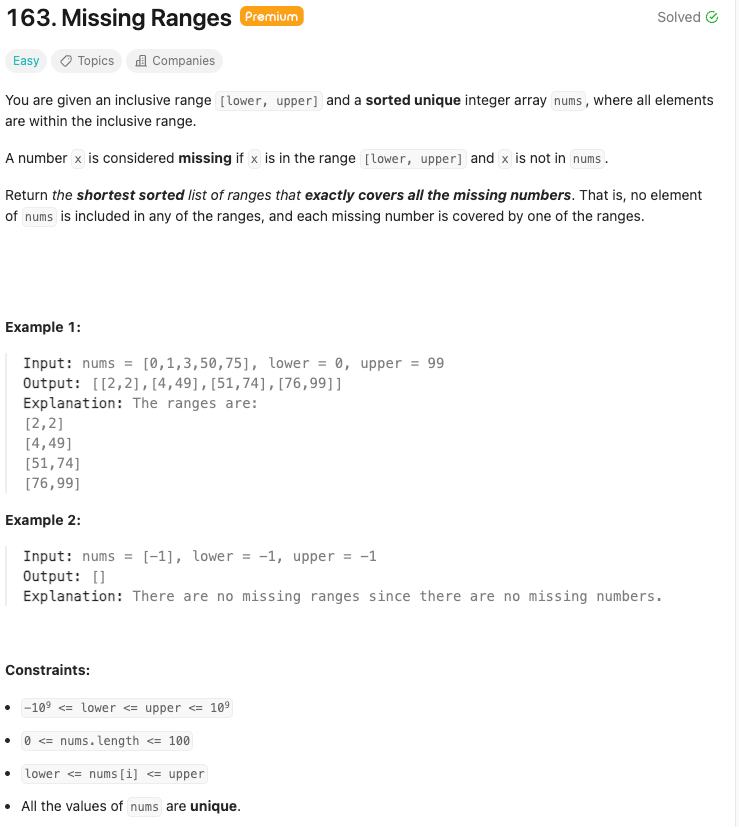 163. Missing Ranges Premium Solved
Easy Topics Companies
You are given an inclusive range [lower, upper] and a sorted unique integer array nums, where all elements
are within the inclusive range.
A number x is considered missing if x is in the range [lower, upper] and x is not in nums.
Return the shortest sorted list of ranges that exactly covers all the missing numbers. That is, no element
of nums is included in any of the ranges, and each missing number is covered by one of the ranges.
Example 1:
Input: nums = [0,1,3,50,75], lower = 0, upper = 99
Output: [[2,2],[4,49],[51,74],[76,99]]
Explanation: The ranges are:
[2,2]
[4,49]
[51,74]
[76,99]
Example 2:
Input: nums = [-1], lower = -1, upper = -1
Output: []
Explanation: There are no missing ranges since there are no missing numbers.
Constraints:
• -10⁹ <= lower <= upper <= 10⁹
• 0 <= nums.length <= 100
• lower <= nums[i] <= upper
• All the values of nums are unique.